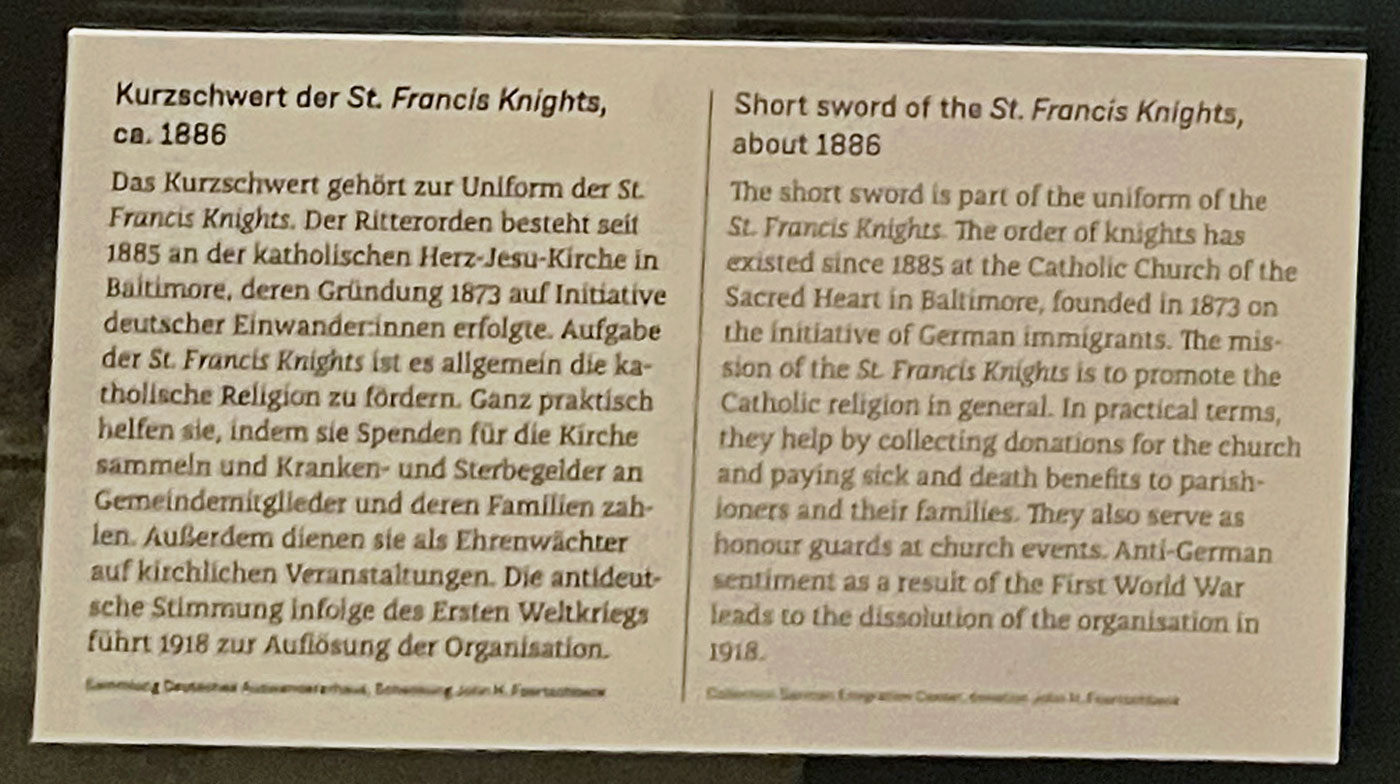 Kurzschwert der St. Francis Knights,
ca. 1886
Das Kurzschwert gehört zur Uniform der St.
Francis Knights. Der Ritterorden besteht seit
1885 an der katholischen Herz-Jesu-Kirche in
Baltimore, deren Gründung 1873 auf Initiative
deutscher Einwander:innen erfolgte. Aufgabe
der St. Francis Knights ist es allgemein die ka-
tholische Religion zu fördern. Ganz praktisch
helfen sie, indem sie Spenden für die Kirche
sammeln und Kranken- und Sterbegelder an
Gemeindemitglieder und deren Familien zah-
len. Außerdem dienen sie als Ehrenwächter
auf kirchlichen Veranstaltungen. Die antideut-
sche Stimmung infolge des Ersten Weltkriegs
führt 1918 zur Auflösung der Organisation.
Sammlung Deutsches Auswandererhaus, Schenkung John H.
Short sword of the St. Francis Knights,
about 1886
The short sword is part of the uniform of the
St. Francis Knights. The order of knights has
existed since 1885 at the Catholic Church of the
Sacred Heart in Baltimore, founded in 1873 on
the initiative of German immigrants. The mis-
sion of the St. Francis Knights is to promote the
Catholic religion in general. In practical terms,
they help by collecting donations for the church
and paying sick and death benefits to parish-
ioners and their families. They also serve as
honour guards at church events. Anti-German
sentiment as a result of the First World War
leads to the dissolution of the organisation in
1918.
Collection German Emigration Center, donation John H.